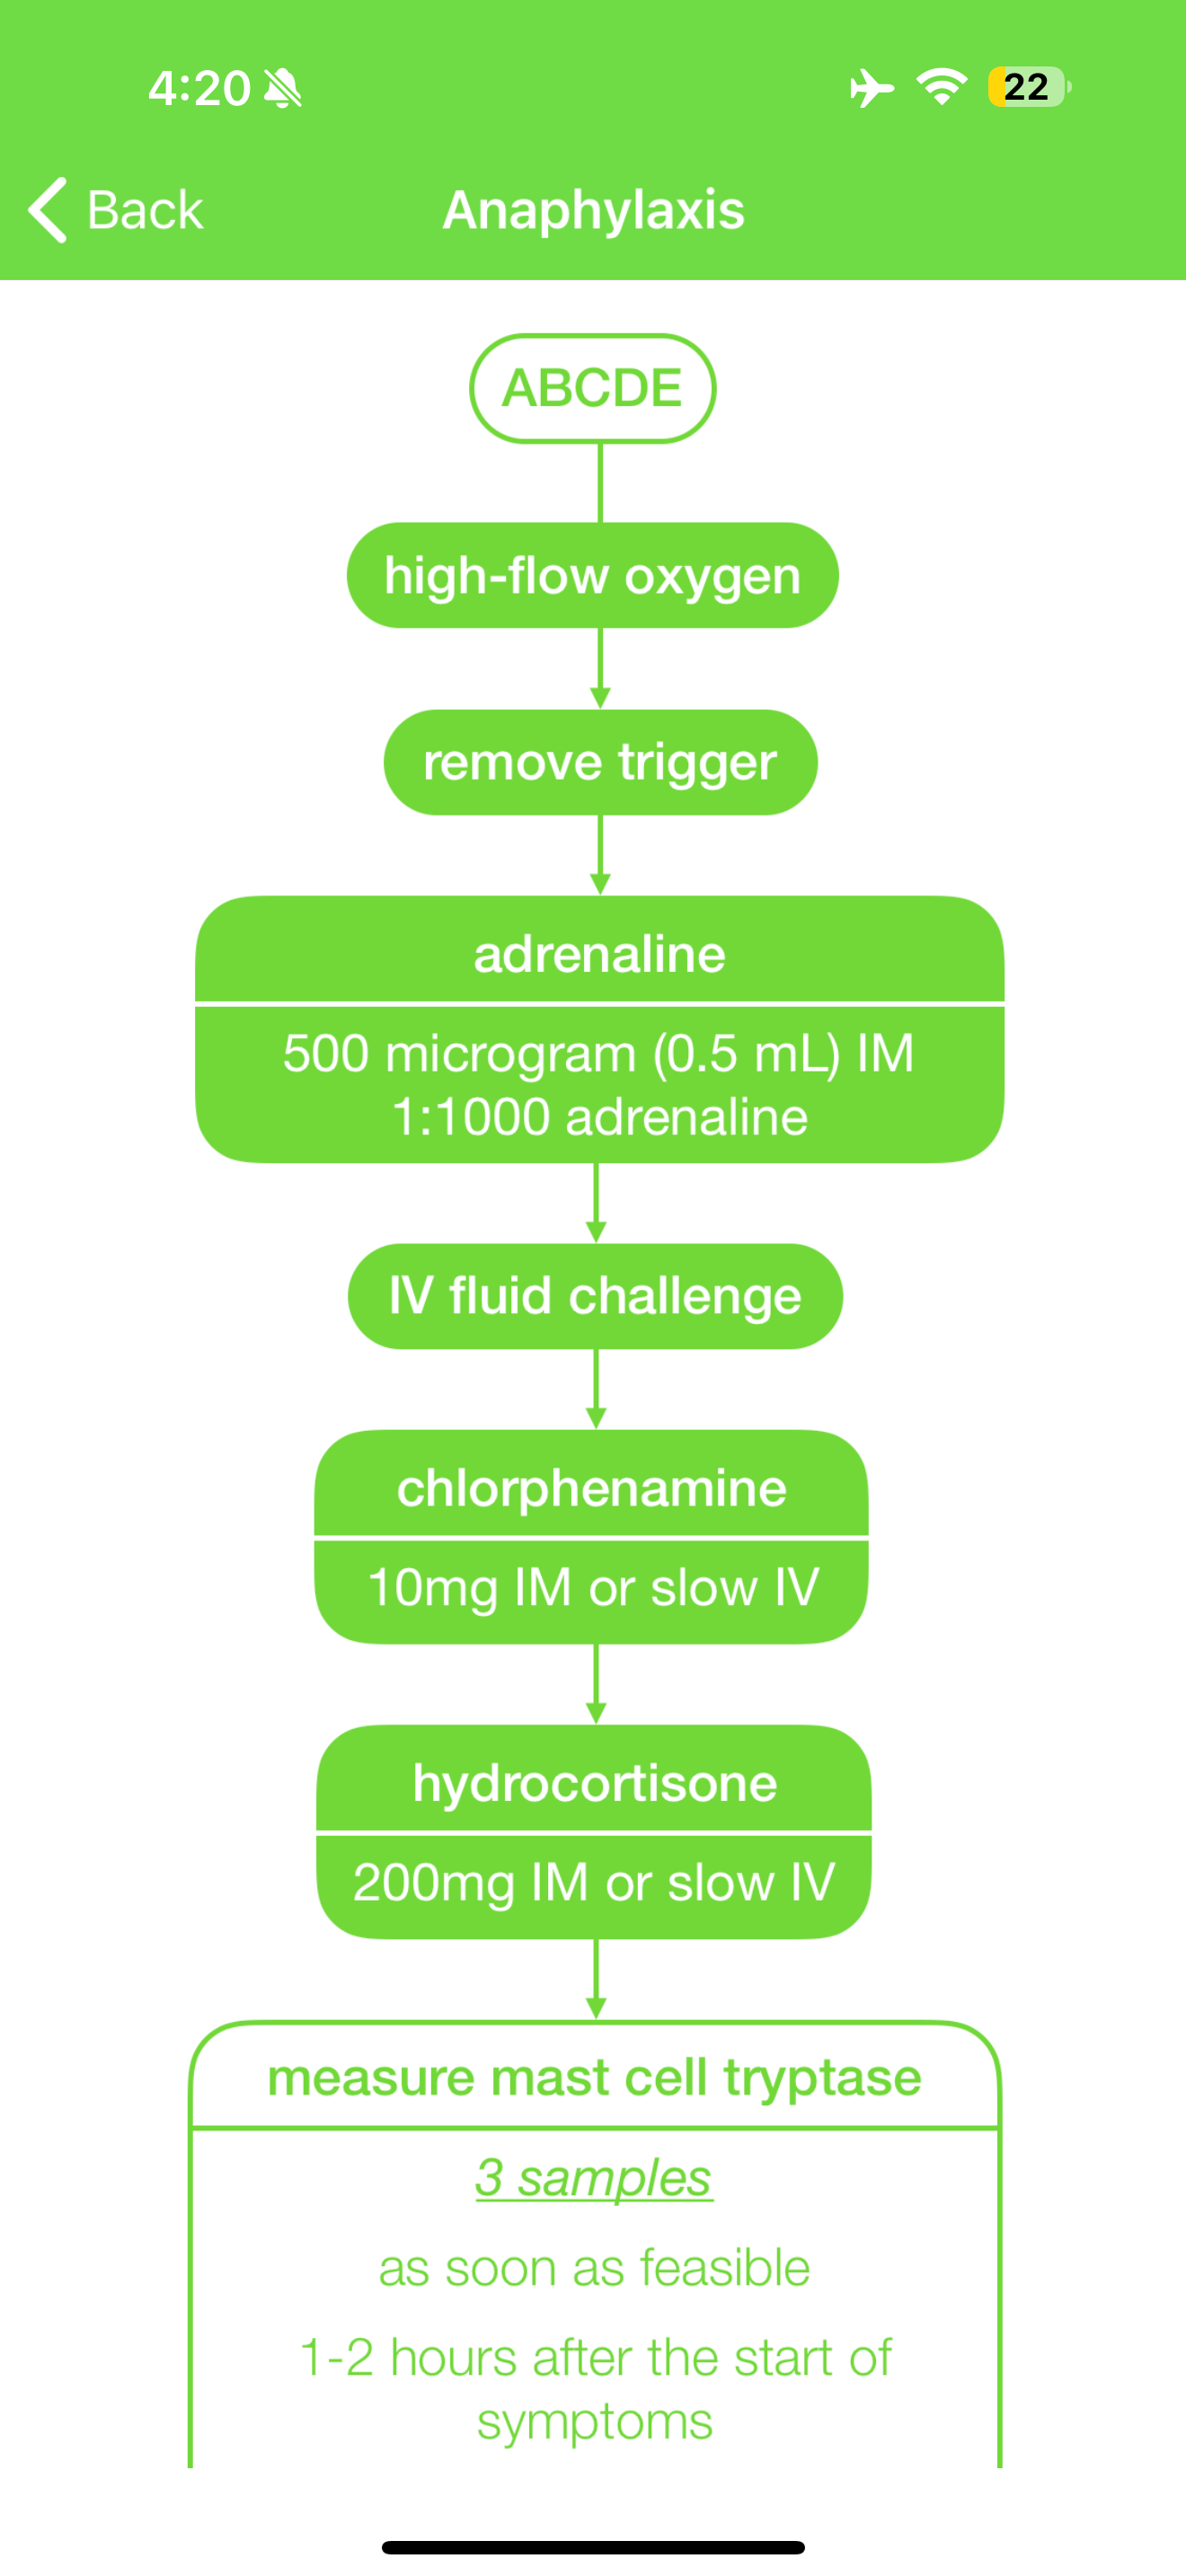 4:20
22
Back
Anaphylaxis
ABCDE
high-flow oxygen
remove trigger
adrenaline
500 microgram (0.5 mL) IM
1:1000 adrenaline
IV fluid challenge
chlorphenamine
10mg IM or slow IV
hydrocortisone
200mg IM or slow IV
measure mast cell tryptase
3 samples
as soon as feasible
1-2 hours after the start of
symptoms